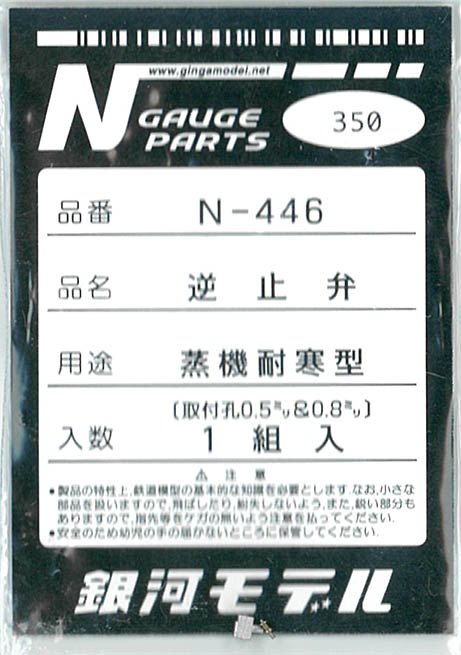 www.gingamodel.net
N GAUGE PARTS
350
品番 N-446
品名 逆止弁
用途 蒸機耐寒型
(取付孔0.5㍉&0.8㍉)
入数 1組入
⚠ 注意
•製品の特性上,鉄道模型の基本的な知識を必要とします.なお,小さな
部品を扱いますので,飛ばしたり,紛失しないよう,また,鋭い部分も
ありますので,指先等をケガの無いよう注意を払ってください.
•安全のため幼児の手の届かないところに保管してください.
銀河モデル